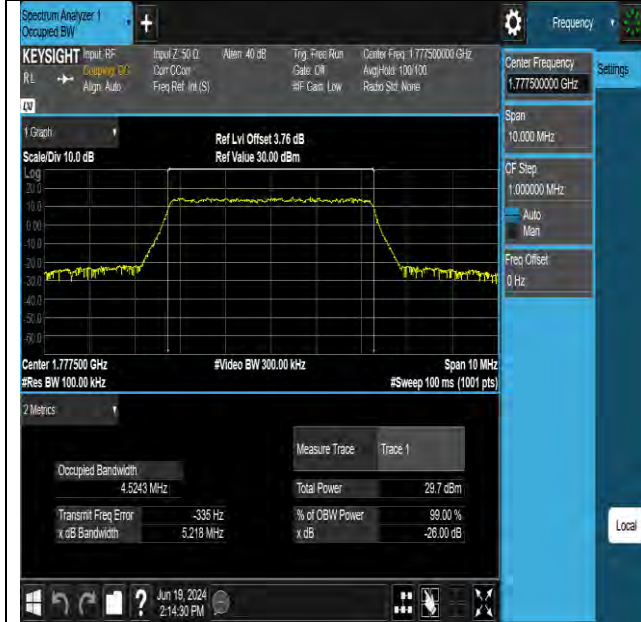 Spectrum Analyzer 1
Occupied BW
+
Frequency
KEYSIGHT Input: RF
Input Z: 50 Ω
Atten: 40 dB
Trig: Free Run
Center Freq: 1.777500000 GHz
RL
Coupling: DC
Corr CCorr
Gate: Off
Avg|Hold: 100/100
Align: Auto
Freq Ref: Int (S)
#IF Gain: Low
Radio Std: None
1 Graph
Scale/Div 10.0 dB
Ref Lvl Offset 3.76 dB
Ref Value 30.00 dBm
Log
20.0
10.0
0.00
-10.0
-20.0
-30.0
-40.0
-50.0
-60.0
Center 1.777500 GHz
#Video BW 300.00 kHz
Span 10 MHz
#Res BW 100.00 kHz
#Sweep 100 ms (1001 pts)
2 Metrics
Measure Trace
Trace 1
Occupied Bandwidth
4.5243 MHz
Total Power
29.7 dBm
Transmit Freq Error
-335 Hz
% of OBW Power
99.00 %
x dB Bandwidth
5.218 MHz
x dB
-26.00 dB
Center Frequency
1.777500000 GHz
Settings
Span
10.000 MHz
CF Step
1.000000 MHz
Auto
Man
Freq Offset
0 Hz
Local
?
Jun 19, 2024
2:14:30 PM